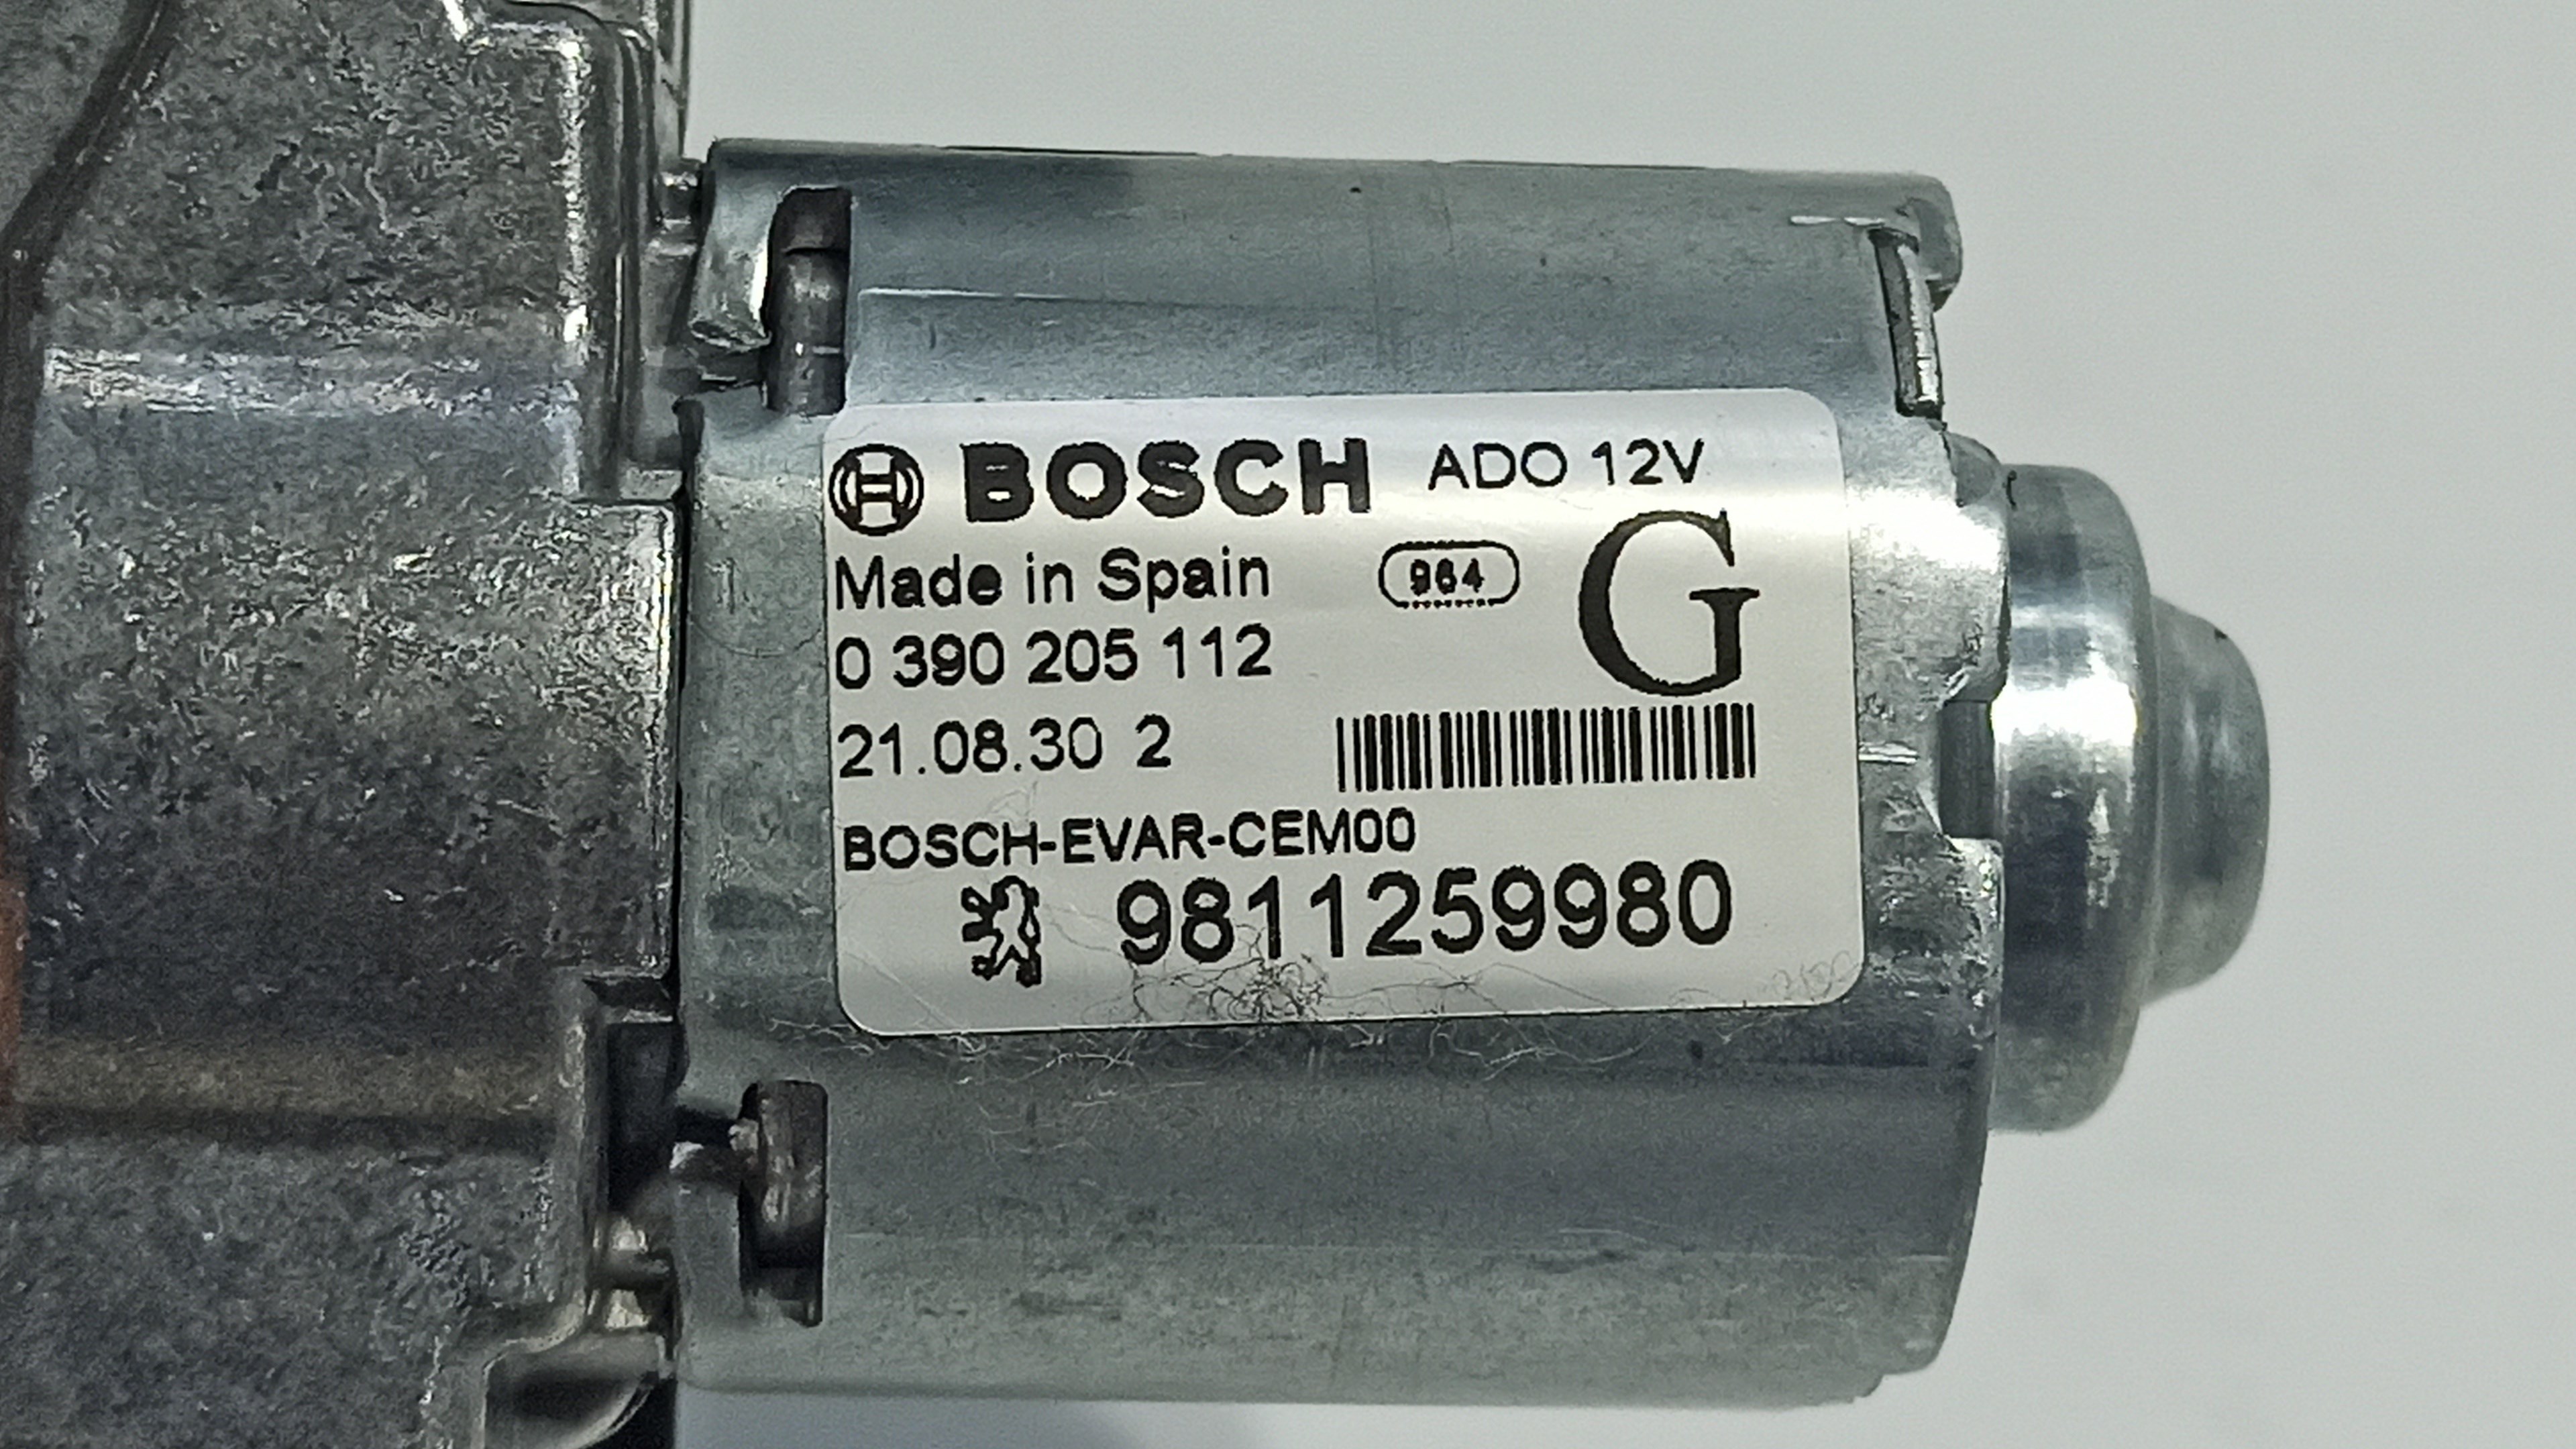 BOSCH ADO 12V
Made in Spain 964 G
0 390 205 112
21.08.30 2
BOSCH-EVAR-CEM00
9811259980